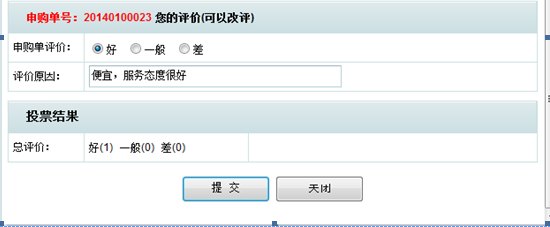 申购单号：20140100023 您的评价(可以改评)
申购单评价： 好 一般 差
评价原因： 便宜，服务态度很好
投票结果
总评价： 好(1) 一般(0) 差(0)
提 交 关闭